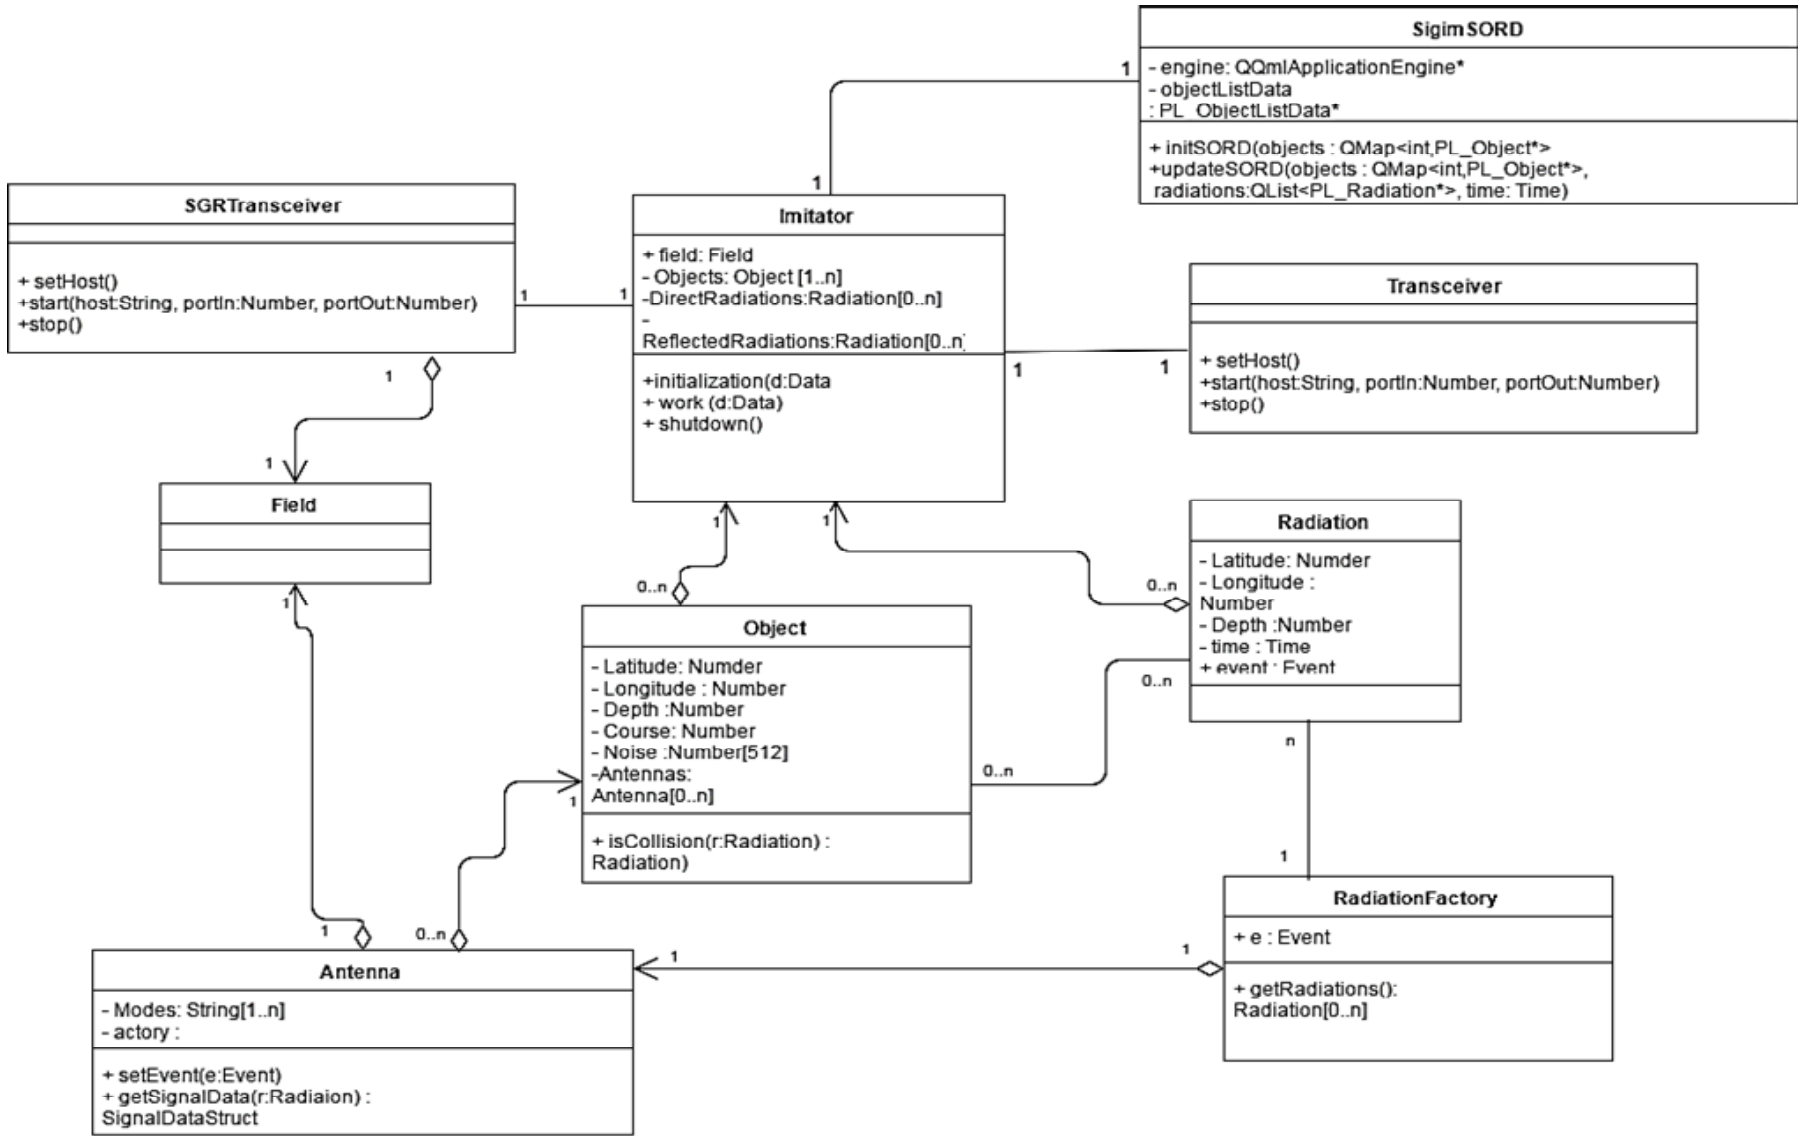 SigimSORD
- engine: QQmlApplicationEngine*
- objectListData
: PL_ObjectListData*
+ initSORD(objects : QMap<int,PL_Object*>
+updateSORD(objects : QMap<int,PL_Object*>,
radiations:QList<PL_Radiation*>, time: Time)
1
1
SGRTransceiver
+ setHost()
+start(host:String, portIn:Number, portOut:Number)
+stop()
1
1
Imitator
+ field: Field
- Objects: Object [1..n]
-DirectRadiations:Radiation[0..n]
-
ReflectedRadiations:Radiation[0..n]
+initialization(d:Data
+ work (d:Data)
+ shutdown()
1
1
Transceiver
+ setHost()
+start(host:String, portIn:Number, portOut:Number)
+stop()
1
1
Field
1
1
1
0..n
0..n
Radiation
- Latitude: Numder
- Longitude :
Number
- Depth :Number
- time : Time
+ event : Event
Object
- Latitude: Numder
- Longitude : Number
- Depth :Number
- Course: Number
- Noise :Number[512]
-Antennas:
Antenna[0..n]
+ isCollision(r:Radiation) :
Radiation)
0..n
0..n
n
1
1
1
0..n
Antenna
- Modes: String[1..n]
- actory :
+ setEvent(e:Event)
+ getSignalData(r:Radiaion) :
SignalDataStruct
1
1
RadiationFactory
+ e : Event
+ getRadiations():
Radiation[0..n]